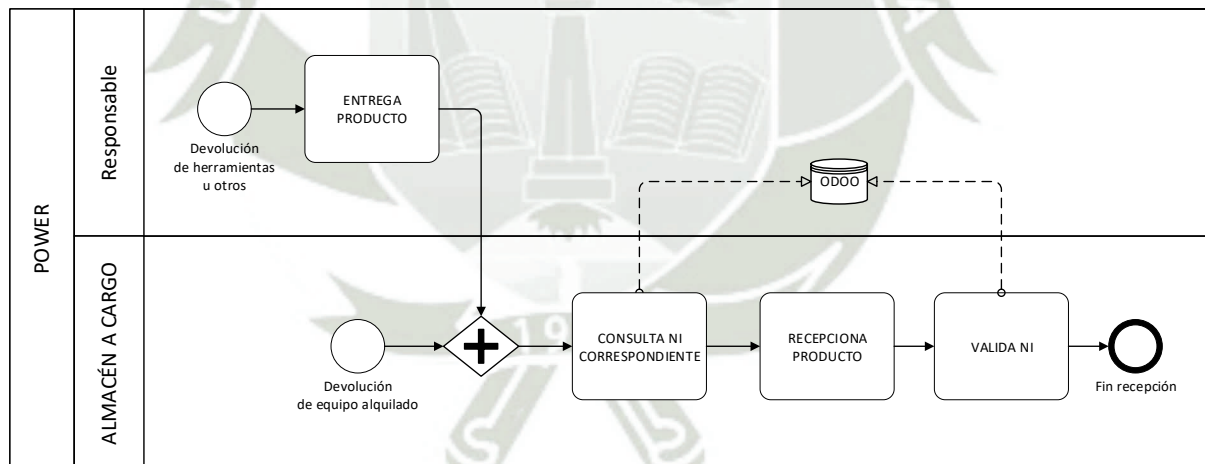 POWER
Responsable
ENTREGA
PRODUCTO
Devolución
de herramientas
u otros
ODOO
ALMACÉN A CARGO
Devolución
de equipo alquilado
CONSULTA NI
CORRESPONDIENTE
RECEPCIONA
PRODUCTO
VALIDA NI
Fin recepción
19